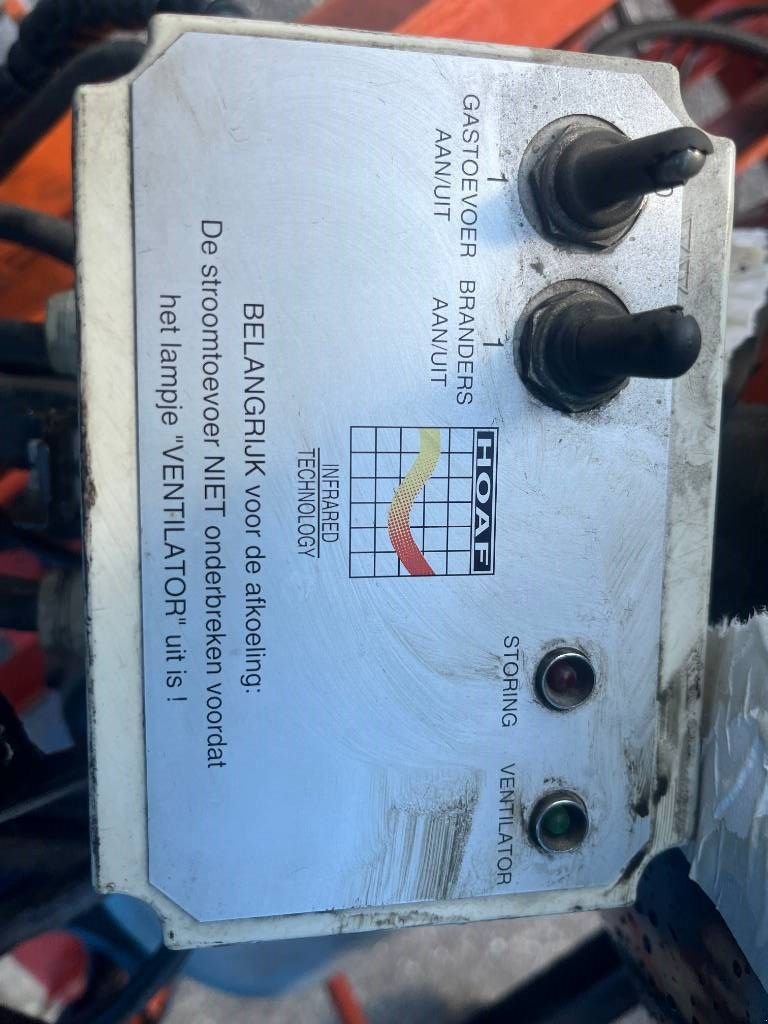 GASTOEVOER
1
AAN/UIT
BRANDERS
1
AAN/UIT
HOAF
INFRARED
TECHNOLOGY
STORING
VENTILATOR
BELANGRIJK voor de afkoeling:
De stroomtoevoer NIET onderbreken voordat
het lampje "VENTILATOR" uit is !